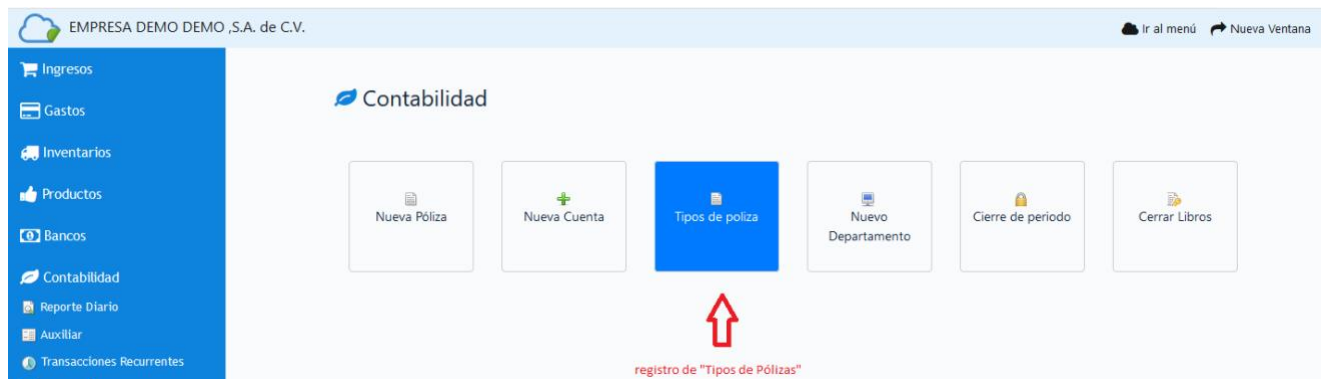 EMPRESA DEMO DEMO ,S.A. de C.V.
Ir al menú
Nueva Ventana
Ingresos
Gastos
Inventarios
Productos
Bancos
Contabilidad
Reporte Diario
Auxiliar
Transacciones Recurrentes
Contabilidad
Nueva Póliza
Nueva Cuenta
Tipos de poliza
Nuevo
Departamento
Cierre de periodo
Cerrar Libros
registro de "Tipos de Pólizas"